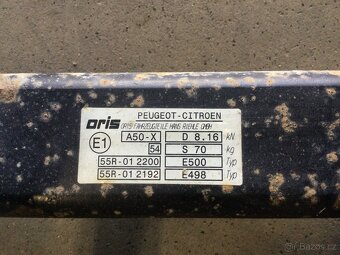 PEUGEOT-CITROEN
oris ORIS FAHRZEUGTEILE HANS RIEHLE GMBH
E1 A50-X D 8.16 kN
54 S 70 kg
55R-01 2200 E500 Typ
55R-01 2192 E498 Typ
Bazoš.cz